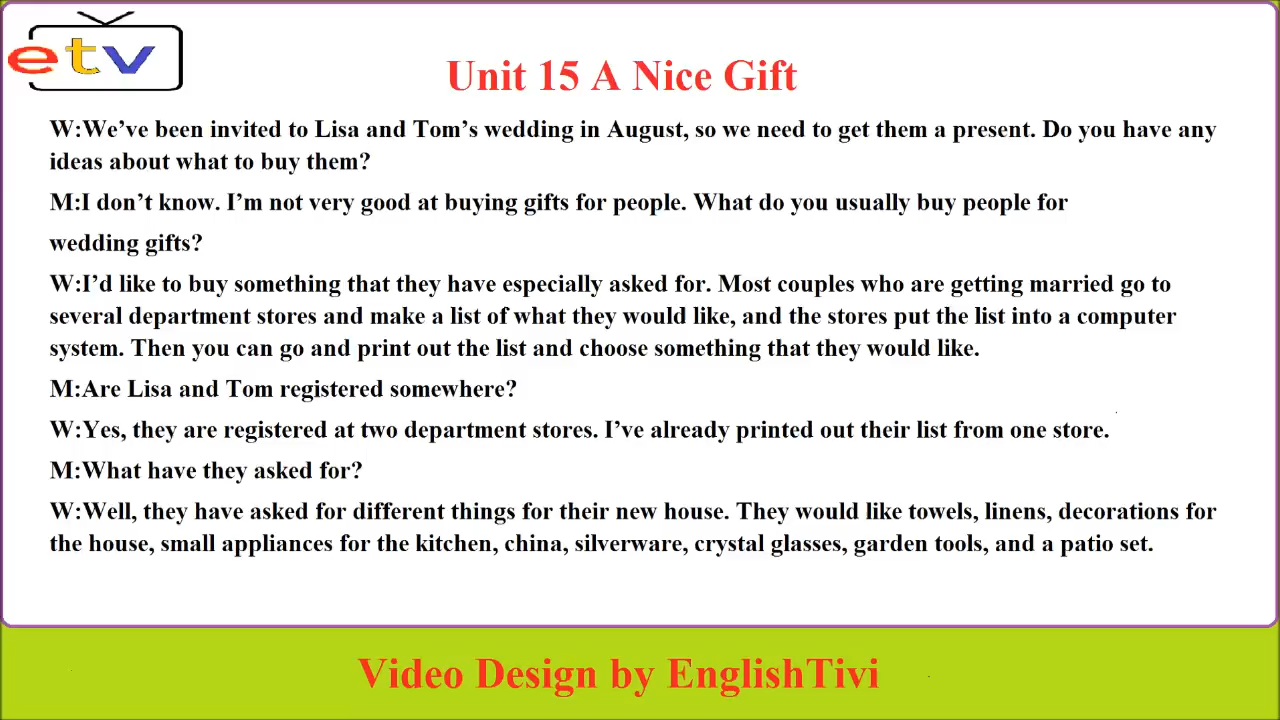 etv
Unit 15 A Nice Gift
W:We’ve been invited to Lisa and Tom’s wedding in August, so we need to get them a present. Do you have any
ideas about what to buy them?
M:I don’t know. I’m not very good at buying gifts for people. What do you usually buy people for
wedding gifts?
W:I’d like to buy something that they have especially asked for. Most couples who are getting married go to
several department stores and make a list of what they would like, and the stores put the list into a computer
system. Then you can go and print out the list and choose something that they would like.
M:Are Lisa and Tom registered somewhere?
W:Yes, they are registered at two department stores. I’ve already printed out their list from one store.
M:What have they asked for?
W:Well, they have asked for different things for their new house. They would like towels, linens, decorations for
the house, small appliances for the kitchen, china, silverware, crystal glasses, garden tools, and a patio set.
Video Design by EnglishTivi